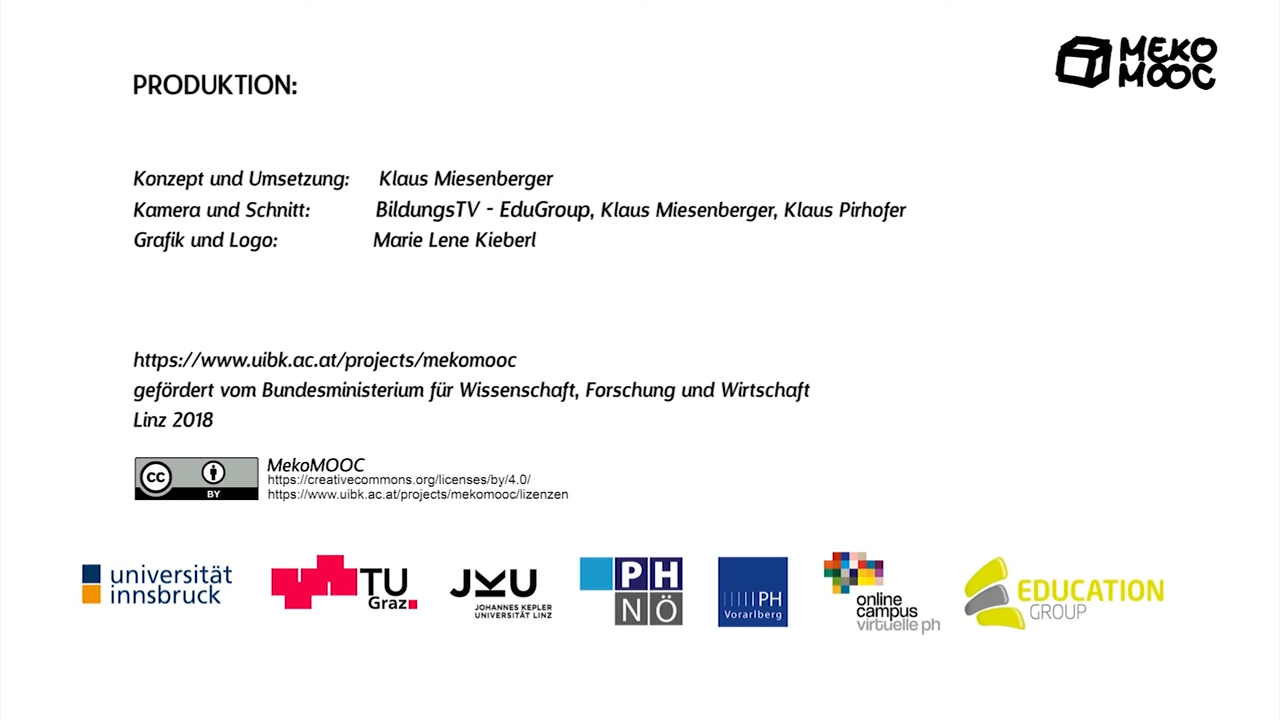 MEKO
MOOC
PRODUKTION:
Konzept und Umsetzung: Klaus Miesenberger
Kamera und Schnitt: BildungsTV - EduGroup, Klaus Miesenberger, Klaus Pirhofer
Grafik und Logo: Marie Lene Kieberl
https://www.uibk.ac.at/projects/mekomooc
gefördert vom Bundesministerium für Wissenschaft, Forschung und Wirtschaft
Linz 2018
cc BY
MekoMOOC
https://creativecommons.org/licenses/by/4.0/
https://www.uibk.ac.at/projects/mekomooc/lizenzen
universität
innsbruck
TU
Graz
JKU
JOHANNES KEPLER
UNIVERSITÄT LINZ
PH
NÖ
PH
Vorarlberg
online
campus
virtuelle ph
EDUCATION
GROUP